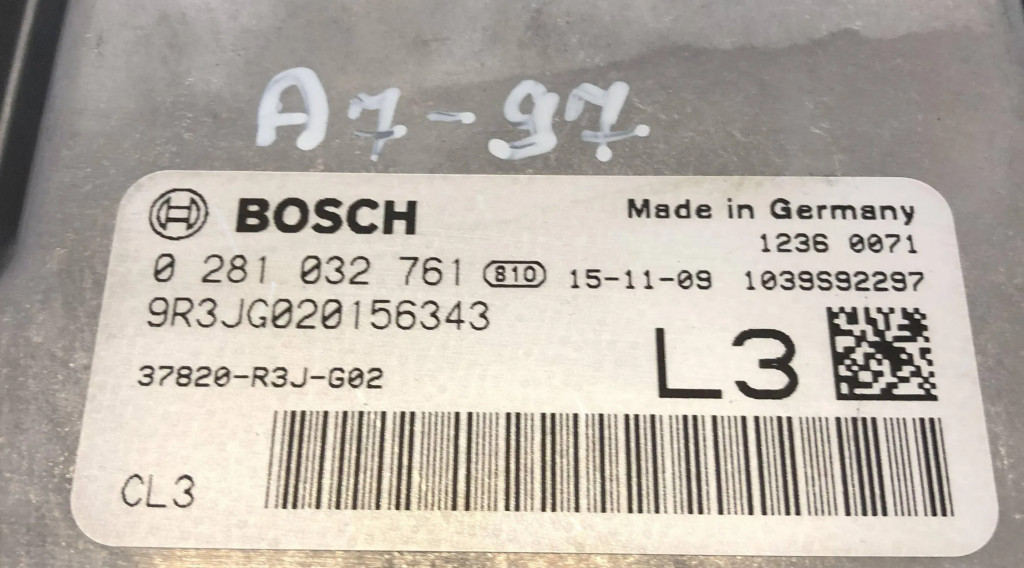 A7-97
BOSCH
Made in Germany
1236 0071
0 281 032 761 810 15-11-09 1039S92297
9R3JG020156343
L3
37820-R3J-G02
CL3